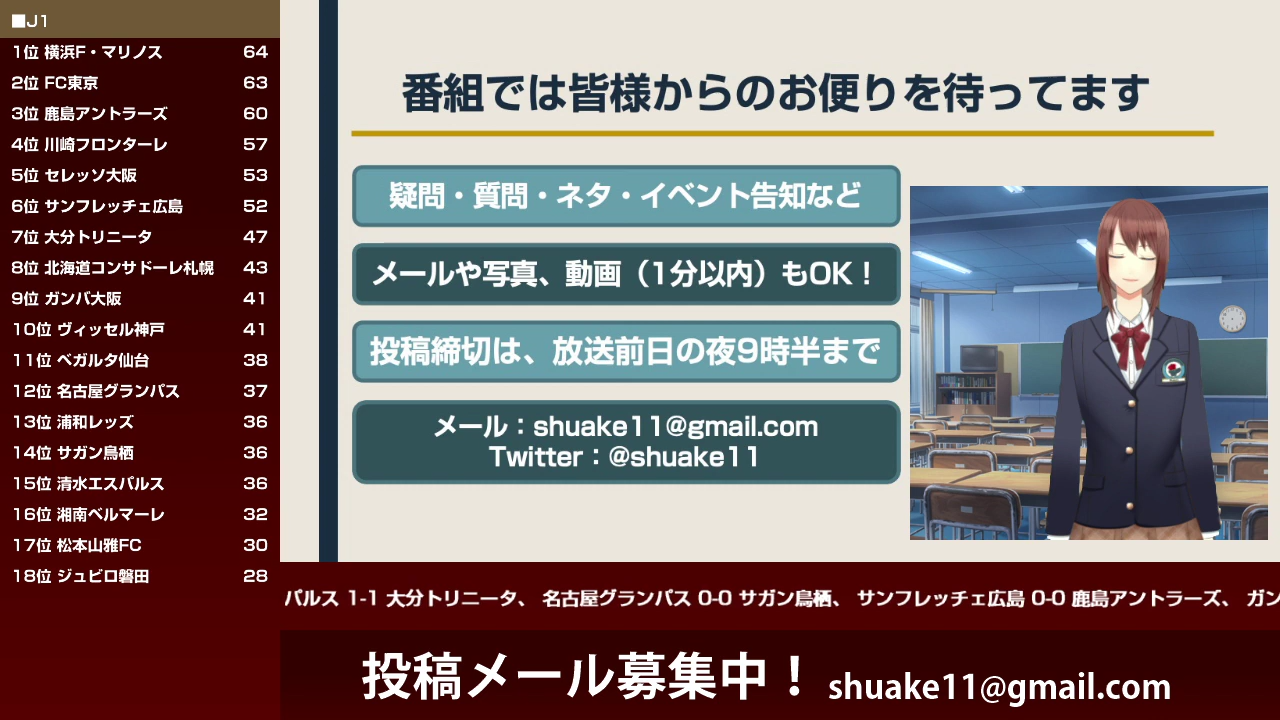 ■J1
1位 横浜F・マリノス 64
2位 FC東京 63
3位 鹿島アントラーズ 60
4位 川崎フロンターレ 57
5位 セレッソ大阪 53
6位 サンフレッチェ広島 52
7位 大分トリニータ 47
8位 北海道コンサドーレ札幌 43
9位 ガンバ大阪 41
10位 ヴィッセル神戸 41
11位 ベガルタ仙台 38
12位 名古屋グランパス 37
13位 浦和レッズ 36
14位 サガン鳥栖 36
15位 清水エスパルス 36
16位 湘南ベルマーレ 32
17位 松本山雅FC 30
18位 ジュビロ磐田 28
番組では皆様からのお便りを待ってます
疑問・質問・ネタ・イベント告知など
メールや写真、動画（1分以内）もOK！
投稿締切は、放送前日の夜9時半まで
メール：shuake11@gmail.com
Twitter：@shuake11
パルス 1-1 大分トリニータ、 名古屋グランパス 0-0 サガン鳥栖、 サンフレッチェ広島 0-0 鹿島アントラーズ、 ガン
投稿メール募集中！ shuake11@gmail.com